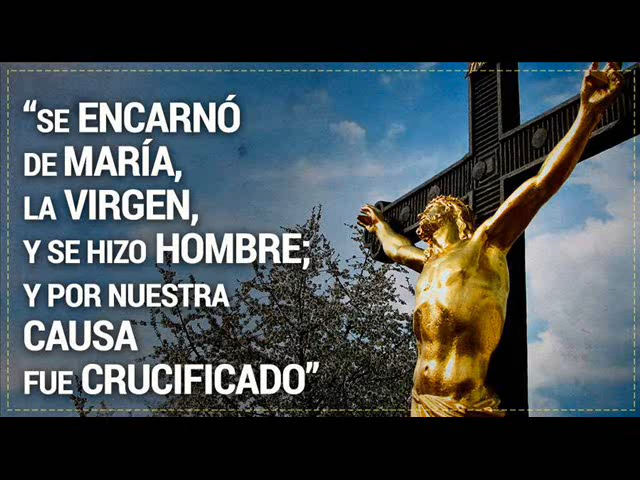 “SE ENCARNÓ
DE MARÍA,
LA VIRGEN,
Y SE HIZO HOMBRE;
Y POR NUESTRA
CAUSA
FUE CRUCIFICADO”